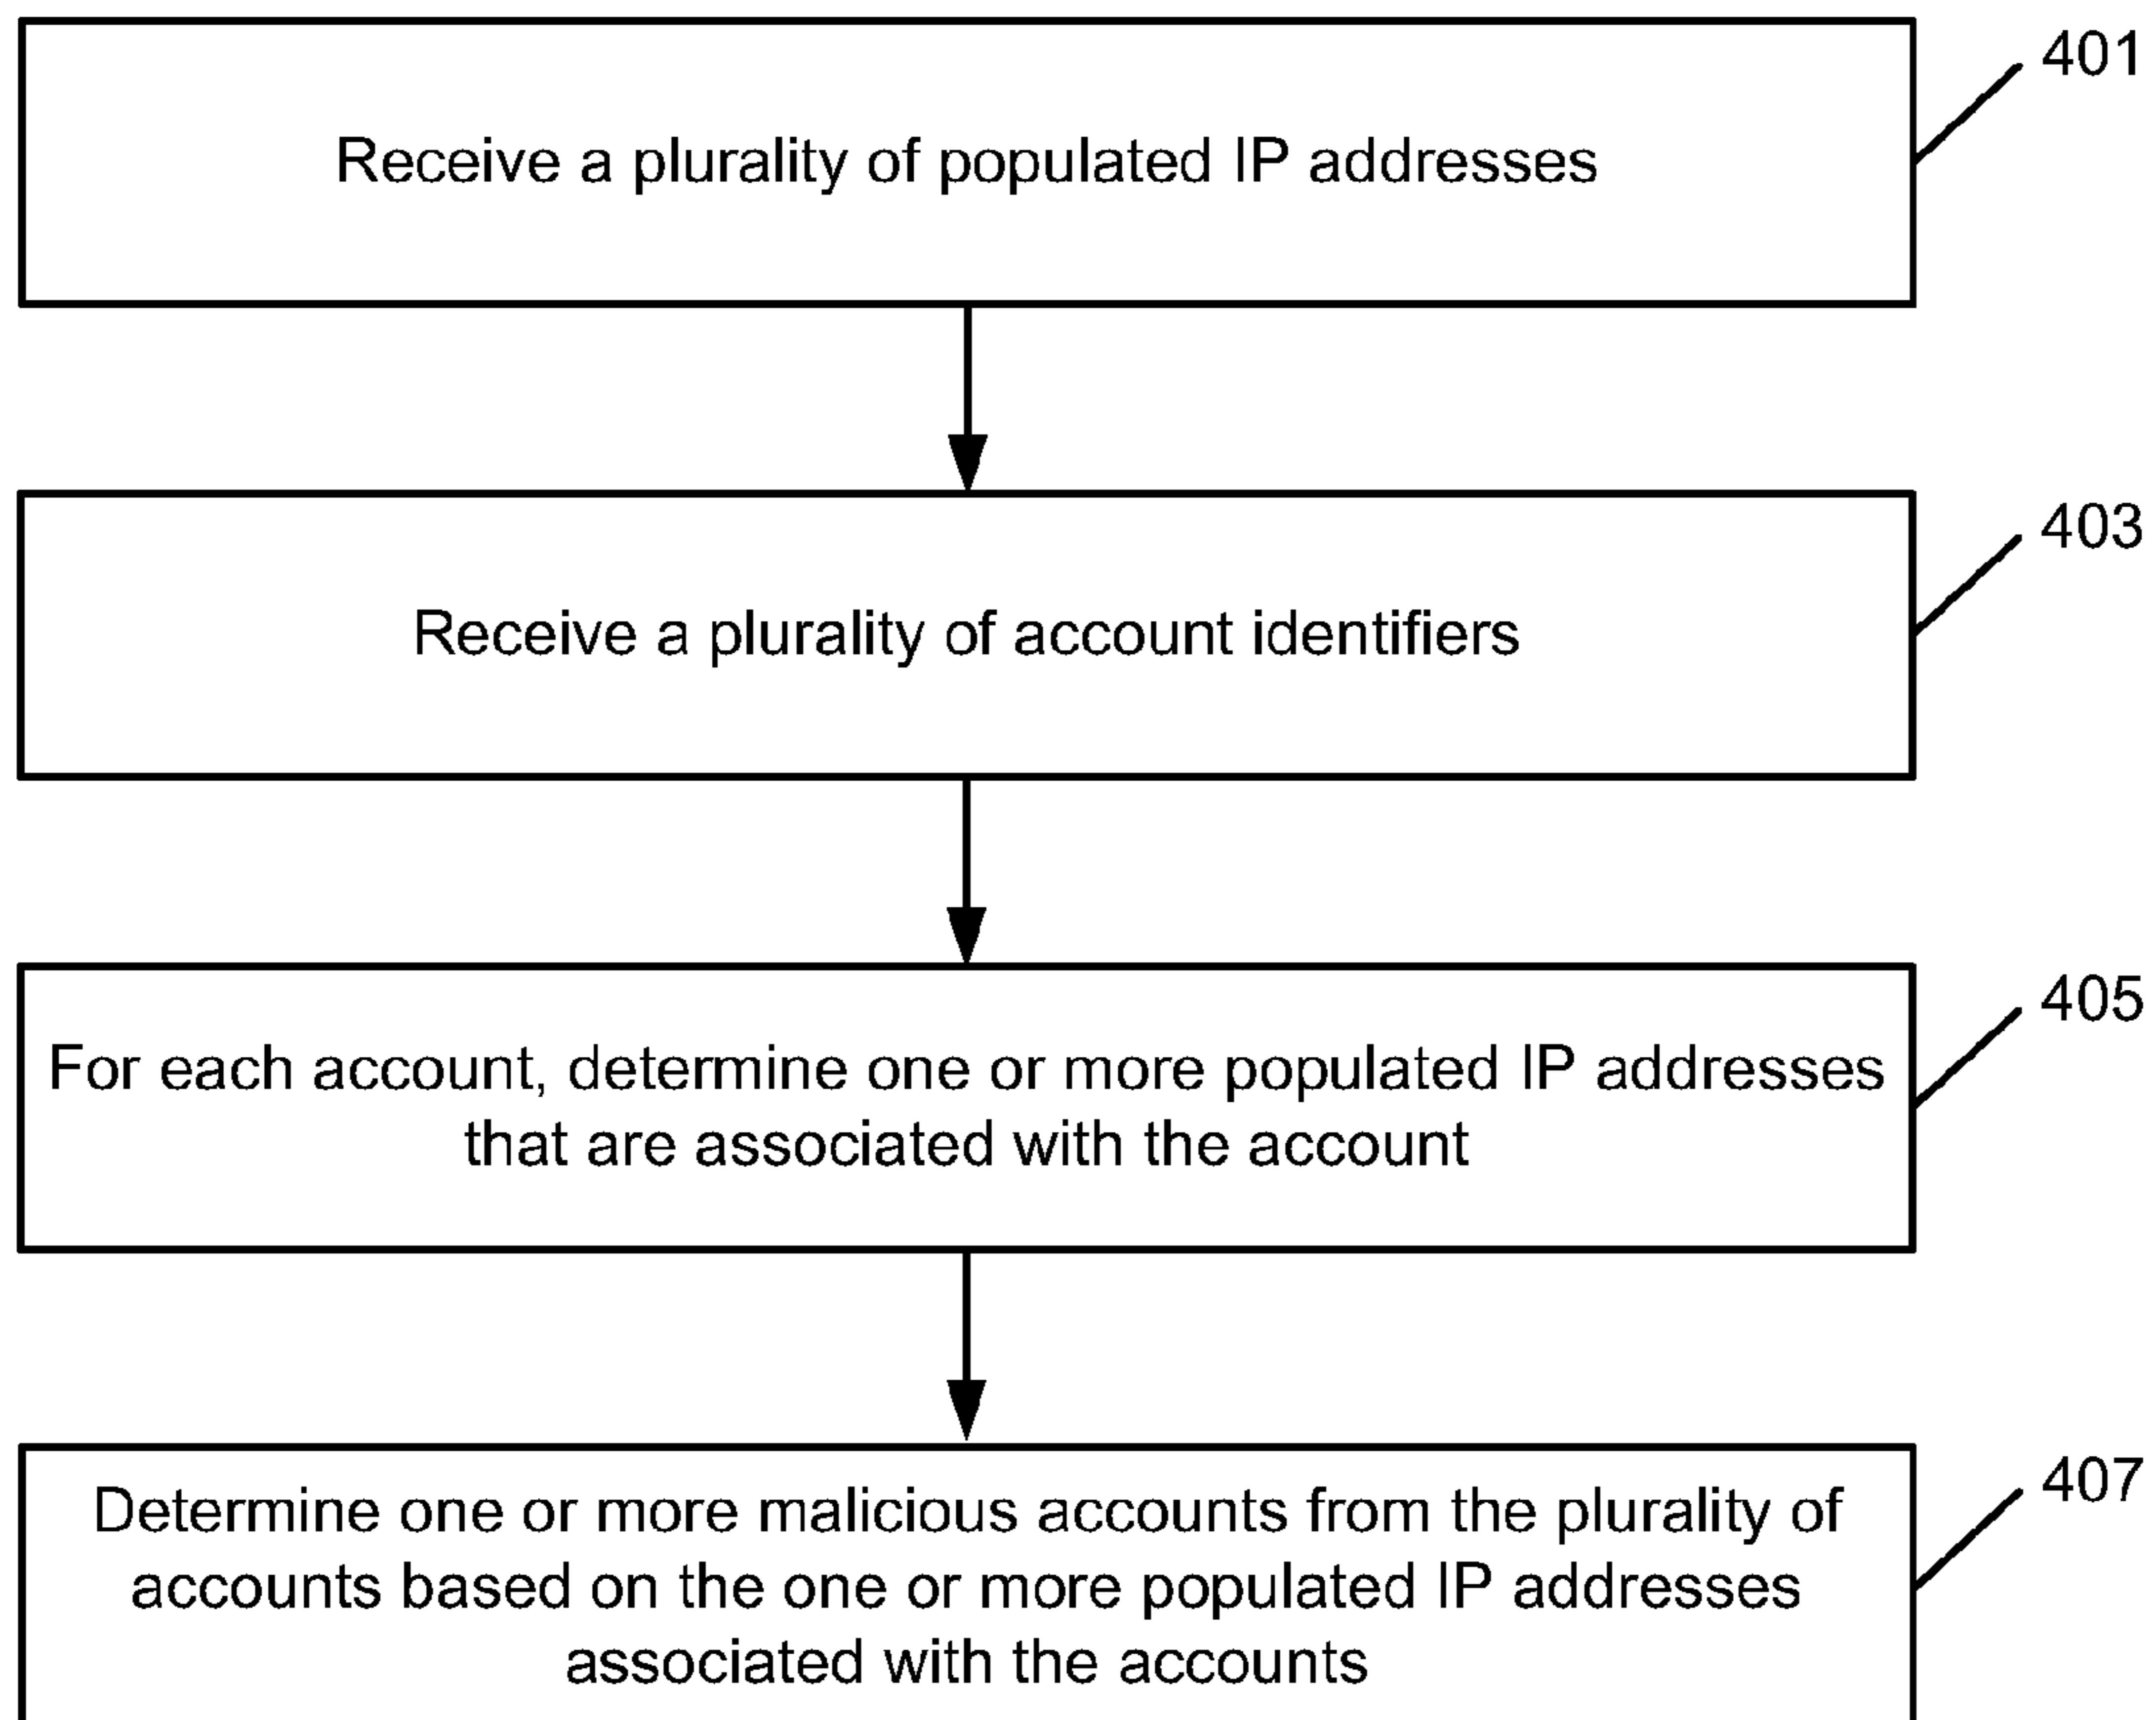 401
Receive a plurality of populated IP addresses
403
Receive a plurality of account identifiers
405
For each account, determine one or more populated IP addresses
that are associated with the account
407
Determine one or more malicious accounts from the plurality of
accounts based on the one or more populated IP addresses
associated with the accounts